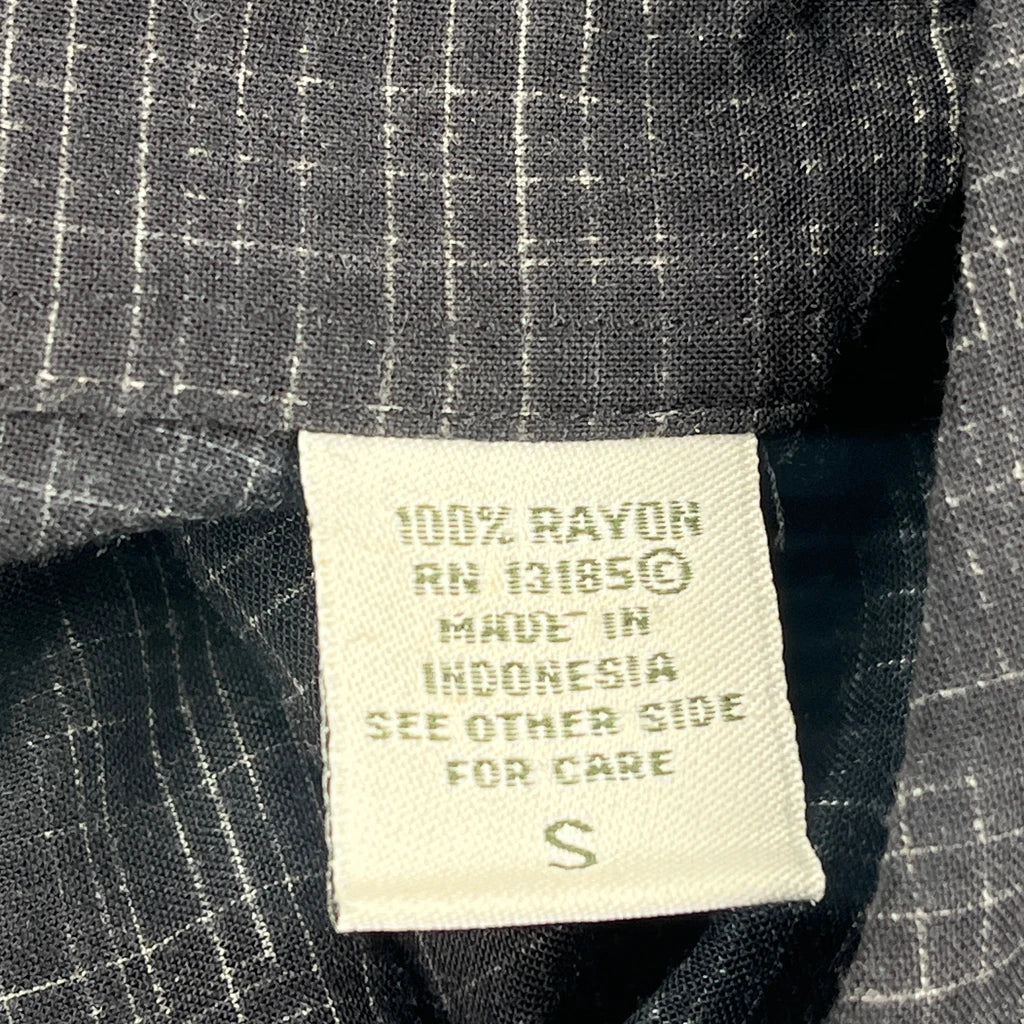 100% RAYON
RN 13185©
MADE IN
INDONESIA
SEE OTHER SIDE
FOR CARE
S